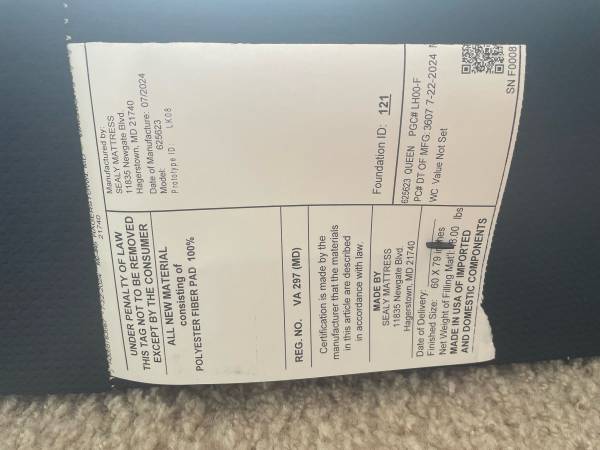 Manufactured by:
SEALY MATTRESS
11835 Newgate Blvd.
Hagerstown, MD 21740
Date of Manufacture: 07/2024
Model: 625623
Prototype ID: LK08
Foundation ID: 121
625623 QUEEN PGC# LH00-F
PC# DT OF MFG. 3607 7-22-2024
WC Value Not Set
SN F0008
21740
UNDER PENALTY OF LAW
THIS TAG NOT TO BE REMOVED
EXCEPT BY THE CONSUMER
ALL NEW MATERIAL
consisting of
POLYESTER FIBER PAD 100%
REG. NO. VA 297 (MD)
Certification is made by the
manufacturer that the materials
in this article are described
in accordance with law.
MADE BY
SEALY MATTRESS
11835 Newgate Blvd.
Hagerstown, MD 21740
Date of Delivery:
Finished Size: 60 X 79 inches
Net Weight of Filling Mat'l 8.00 lbs
MADE IN USA OF IMPORTED
AND DOMESTIC COMPONENTS